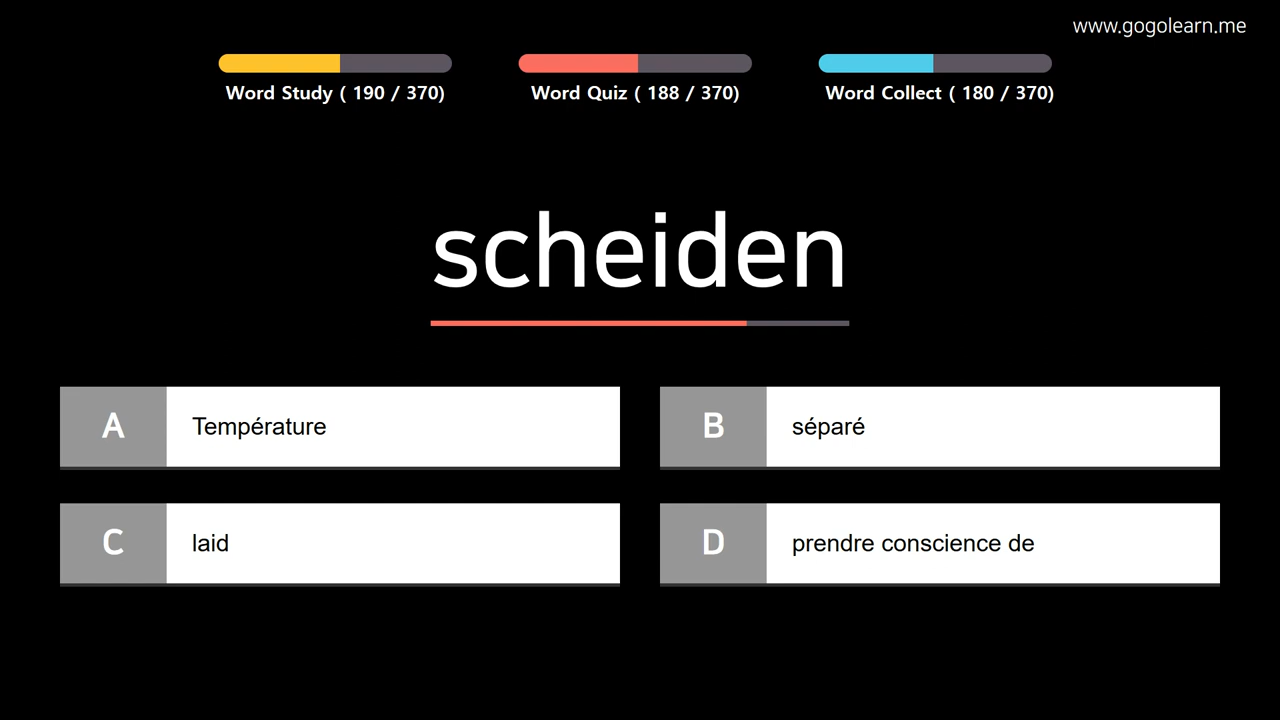 www.gogolearn.me
Word Study ( 190 / 370)
Word Quiz ( 188 / 370)
Word Collect ( 180 / 370)
scheiden
A Température
B séparé
C laid
D prendre conscience de